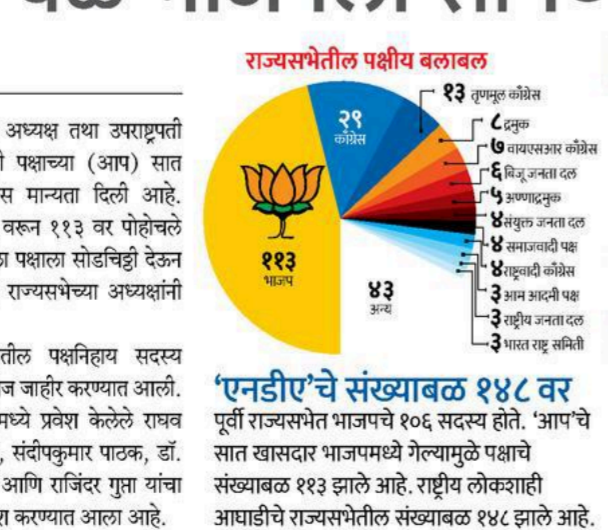 अध्यक्ष तथा उपराष्ट्रपती
पक्षाच्या (आप) सात
मान्यता दिली आहे.
वरून ११३ वर पोहोचले
पक्षाला सोडचिठ्ठी देऊन
राज्यसभेच्या अध्यक्षांनी
तील पक्षनिहाय सदस्य
जाहीर करण्यात आली.
मध्ये प्रवेश केलेले राघव
, संदीपकुमार पाठक, डॉ.
आणि राजिंदर गुप्ता यांचा
करण्यात आला आहे.
राज्यसभेतील पक्षीय बलाबल
२९
काँग्रेस
१३ तृणमूल काँग्रेस
८ द्रमुक
७ वायएसआर काँग्रेस
६ बिजू जनता दल
५ अण्णाद्रमुक
४ संयुक्त जनता दल
४ समाजवादी पक्ष
४ राष्ट्रवादी काँग्रेस
३ आम आदमी पक्ष
३ राष्ट्रीय जनता दल
३ भारत राष्ट्र समिती
११३
भाजप
४३
अन्य
‘एनडीए’चे संख्याबळ १४८ वर
पूर्वी राज्यसभेत भाजपचे १०६ सदस्य होते. ‘आप’चे
सात खासदार भाजपमध्ये गेल्यामुळे पक्षाचे
संख्याबळ ११३ झाले आहे. राष्ट्रीय लोकशाही
आघाडीचे राज्यसभेतील संख्याबळ १४८ झाले आहे.